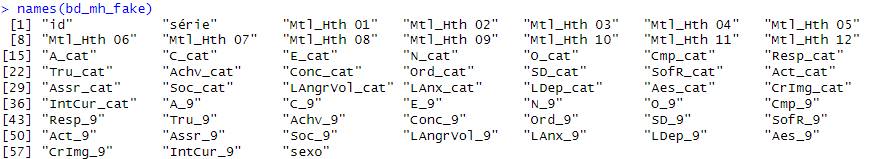 > names(bd_mh_fake)
[1] "id" "série" "Mtl_Hth 01" "Mtl_Hth 02" "Mtl_Hth 03" "Mtl_Hth 04" "Mtl_Hth 05"
[8] "Mtl_Hth 06" "Mtl_Hth 07" "Mtl_Hth 08" "Mtl_Hth 09" "Mtl_Hth 10" "Mtl_Hth 11" "Mtl_Hth 12"
[15] "A_cat" "C_cat" "E_cat" "N_cat" "O_cat" "Cmp_cat" "Resp_cat"
[22] "Tru_cat" "Achv_cat" "Conc_cat" "Ord_cat" "SD_cat" "SofR_cat" "Act_cat"
[29] "Assr_cat" "Soc_cat" "LAngrVol_cat" "LAnx_cat" "LDep_cat" "Aes_cat" "CrImg_cat"
[36] "IntCur_cat" "A_9" "C_9" "E_9" "N_9" "O_9" "Cmp_9"
[43] "Resp_9" "Tru_9" "Achv_9" "Conc_9" "Ord_9" "SD_9" "SofR_9"
[50] "Act_9" "Assr_9" "Soc_9" "LAngrVol_9" "LAnx_9" "LDep_9" "Aes_9"
[57] "CrImg_9" "IntCur_9" "sexo"